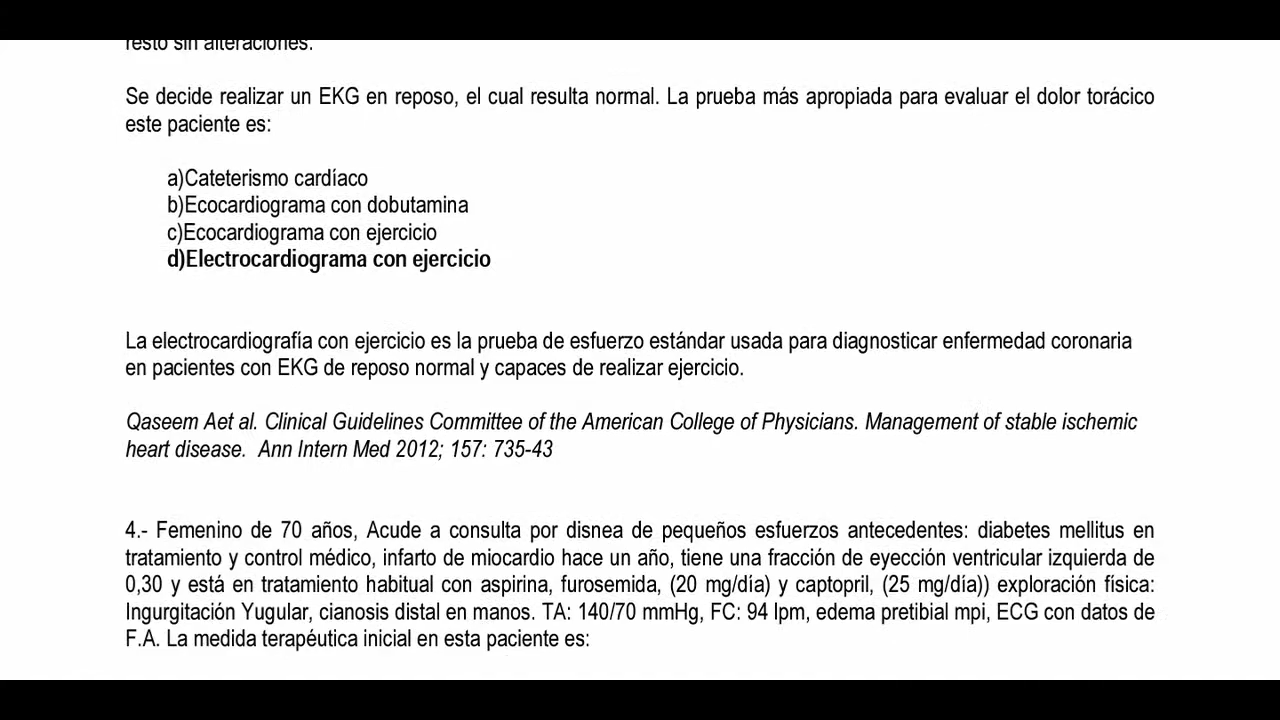 resto sin alteraciones.
Se decide realizar un EKG en reposo, el cual resulta normal. La prueba más apropiada para evaluar el dolor torácico
este paciente es:
a)Cateterismo cardíaco
b)Ecocardiograma con dobutamina
c)Ecocardiograma con ejercicio
d)Electrocardiograma con ejercicio
La electrocardiografía con ejercicio es la prueba de esfuerzo estándar usada para diagnosticar enfermedad coronaria
en pacientes con EKG de reposo normal y capaces de realizar ejercicio.
Qaseem Aet al. Clinical Guidelines Committee of the American College of Physicians. Management of stable ischemic
heart disease. Ann Intern Med 2012; 157: 735-43
4.- Femenino de 70 años, Acude a consulta por disnea de pequeños esfuerzos antecedentes: diabetes mellitus en
tratamiento y control médico, infarto de miocardio hace un año, tiene una fracción de eyección ventricular izquierda de
0,30 y está en tratamiento habitual con aspirina, furosemida, (20 mg/día) y captopril, (25 mg/día)) exploración física:
Ingurgitación Yugular, cianosis distal en manos. TA: 140/70 mmHg, FC: 94 lpm, edema pretibial mpi, ECG con datos de
F.A. La medida terapéutica inicial en esta paciente es: